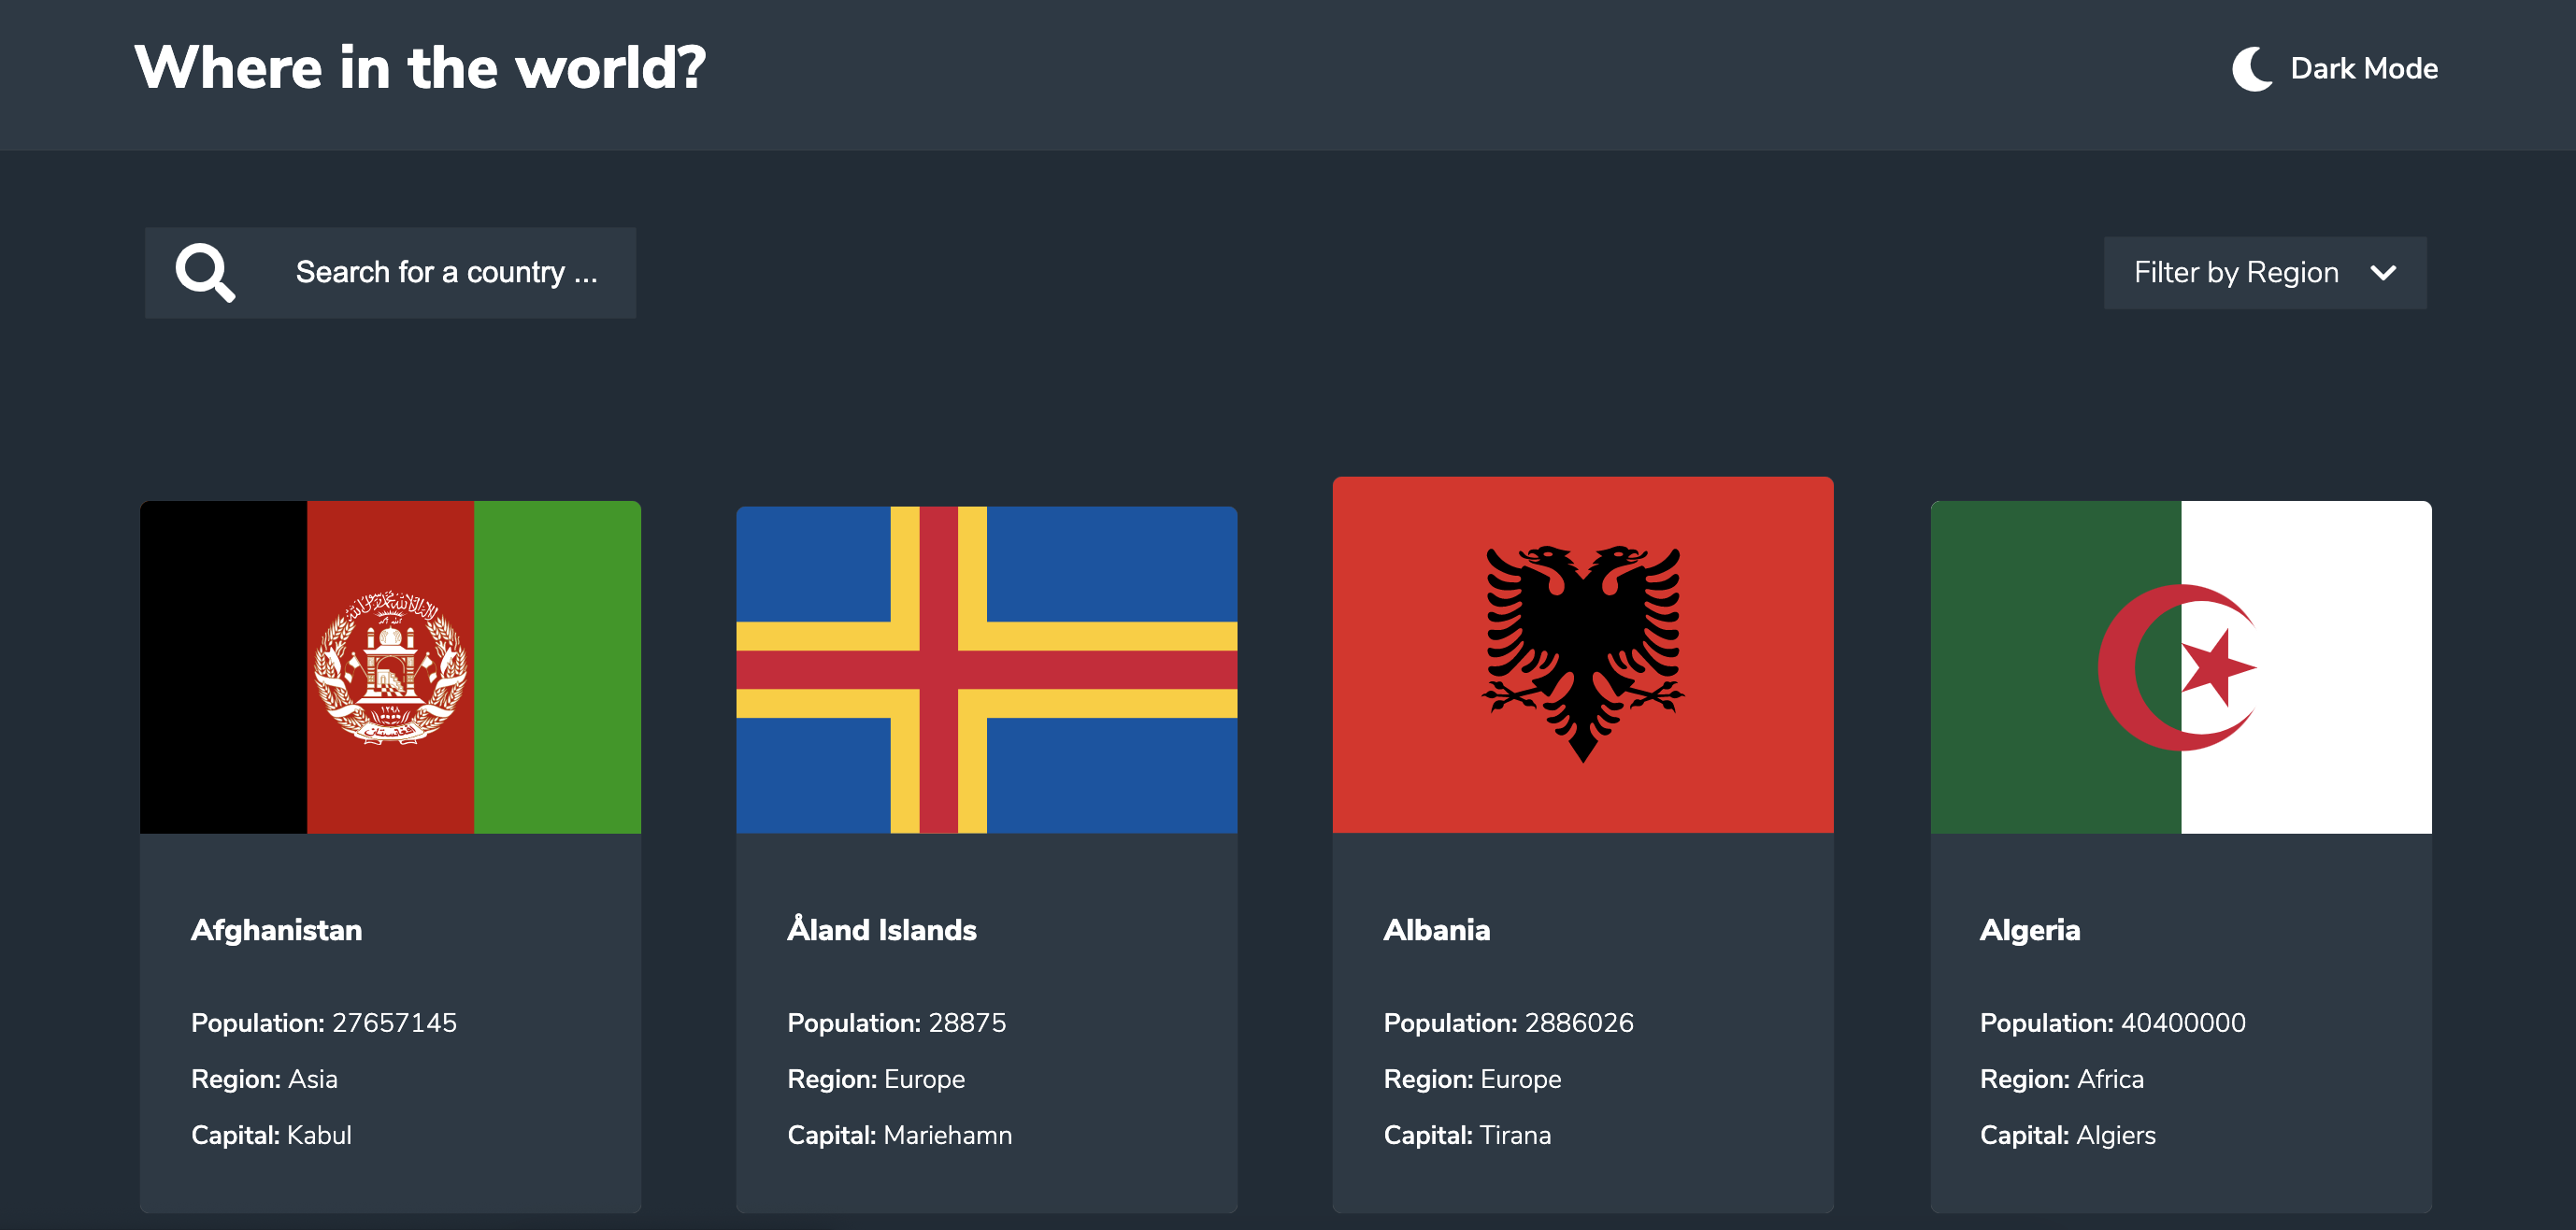 Where in the world?
Dark Mode
Search for a country ...
Filter by Region
Afghanistan
Population: 27657145
Region: Asia
Capital: Kabul
Åland Islands
Population: 28875
Region: Europe
Capital: Mariehamn
Albania
Population: 2886026
Region: Europe
Capital: Tirana
Algeria
Population: 40400000
Region: Africa
Capital: Algiers